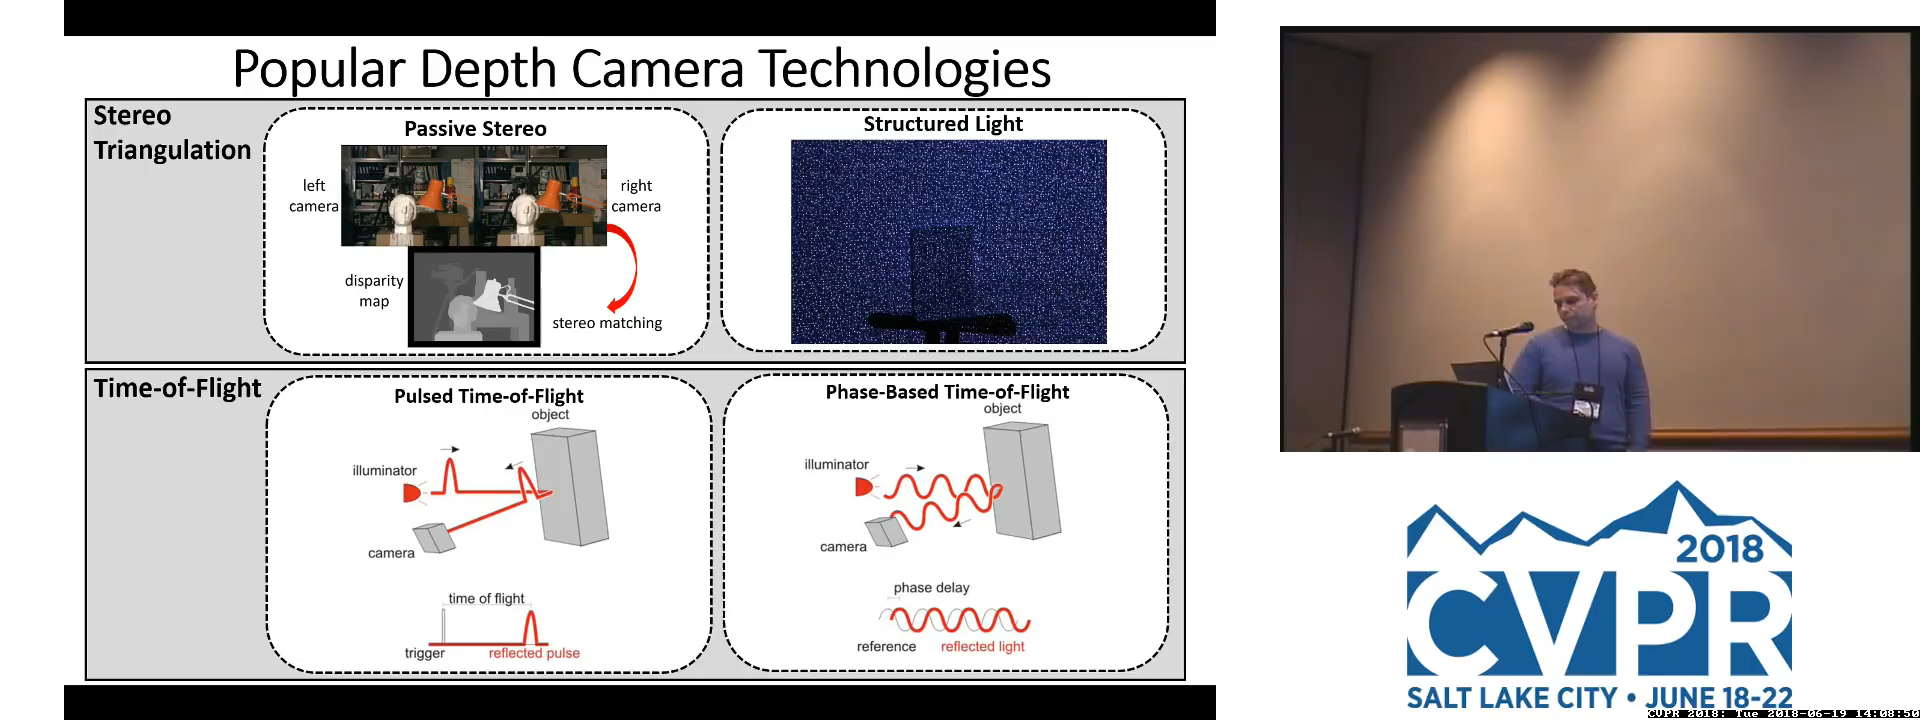 Popular Depth Camera Technologies
Stereo
Triangulation
Passive Stereo
left
camera
right
camera
disparity
map
stereo matching
Structured Light
Time-of-Flight
Pulsed Time-of-Flight
object
illuminator
camera
time of flight
trigger
reflected pulse
Phase-Based Time-of-Flight
object
illuminator
camera
phase delay
reference
reflected light
2018
CVPR
SALT LAKE CITY • JUNE 18-22
CVPR 2018: Tue 2018-06-19 14:08:50